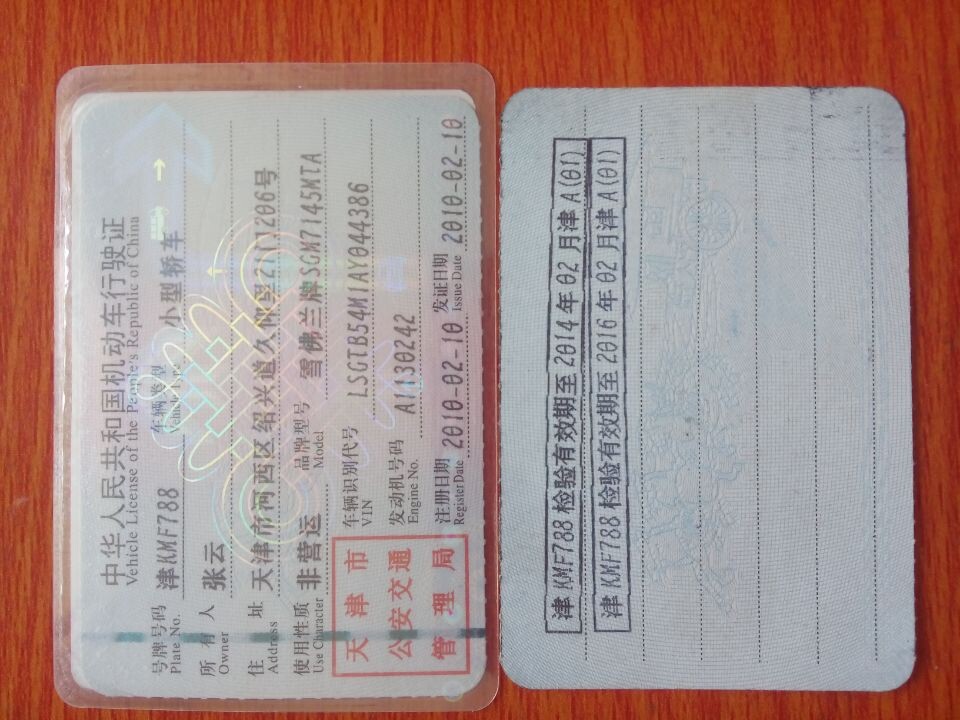 中华人民共和国机动车行驶证
Vehicle License of the People's Republic of China
号牌号码 津KMF788 车辆类型 小型轿车
Plate No. Vehicle Type
所有人 张云
Owner
住址 天津市河西区绍兴道久 206号
Address
使用性质 非营运 品牌型号 雪佛兰牌SGM7145MTA
Use Character Model
车辆识别代号 LSGTB54M1AY044386
VIN
发动机号码 A1130242
Engine No.
注册日期 2010-02-10 发证日期 2010-02-10
Register Date Issue Date
天津市
公安交通
管理局
津KMF788 检验有效期至 2014年 02月津A(01)
津KMF788 检验有效期至 2016年 02月津A(01)